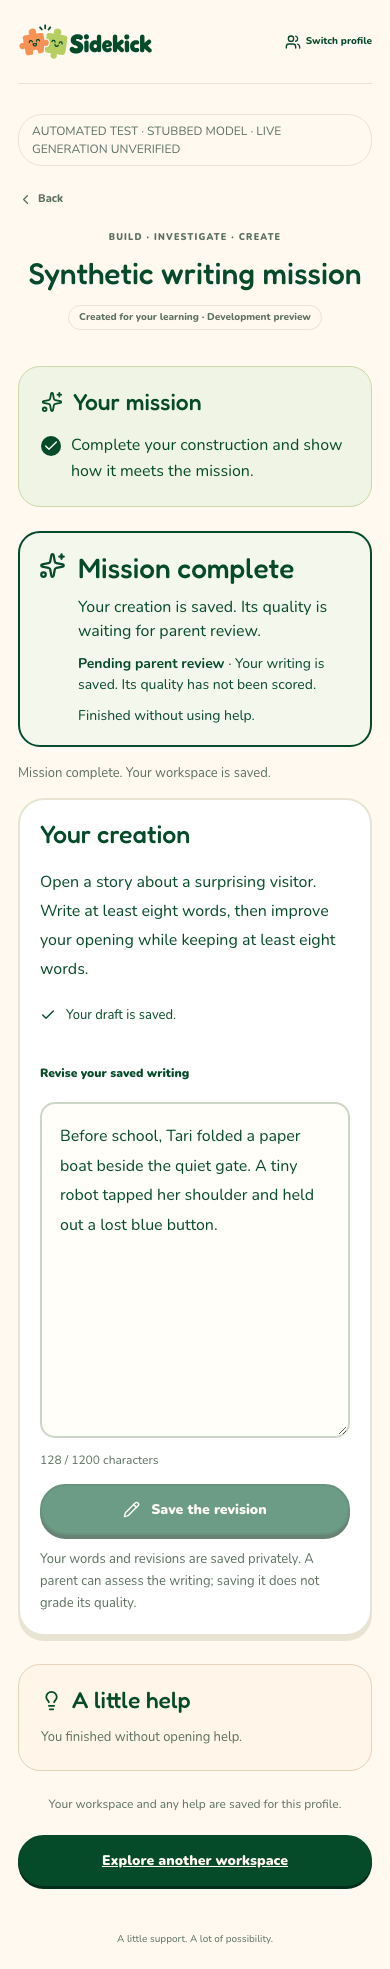 Sidekick
Switch profile
AUTOMATED TEST · STUBBED MODEL · LIVE
GENERATION UNVERIFIED
Back
BUILD · INVESTIGATE · CREATE
Synthetic writing mission
Created for your learning · Development preview
Your mission
Complete your construction and show
how it meets the mission.
Mission complete
Your creation is saved. Its quality is
waiting for parent review.
Pending parent review · Your writing is
saved. Its quality has not been scored.
Finished without using help.
Mission complete. Your workspace is saved.
Your creation
Open a story about a surprising visitor.
Write at least eight words, then improve
your opening while keeping at least eight
words.
Your draft is saved.
Revise your saved writing
Before school, Tari folded a paper
boat beside the quiet gate. A tiny
robot tapped her shoulder and held
out a lost blue button.
128 / 1200 characters
Save the revision
Your words and revisions are saved privately. A
parent can assess the writing; saving it does not
grade its quality.
A little help
You finished without opening help.
Your workspace and any help are saved for this profile.
Explore another workspace
A little support. A lot of possibility.